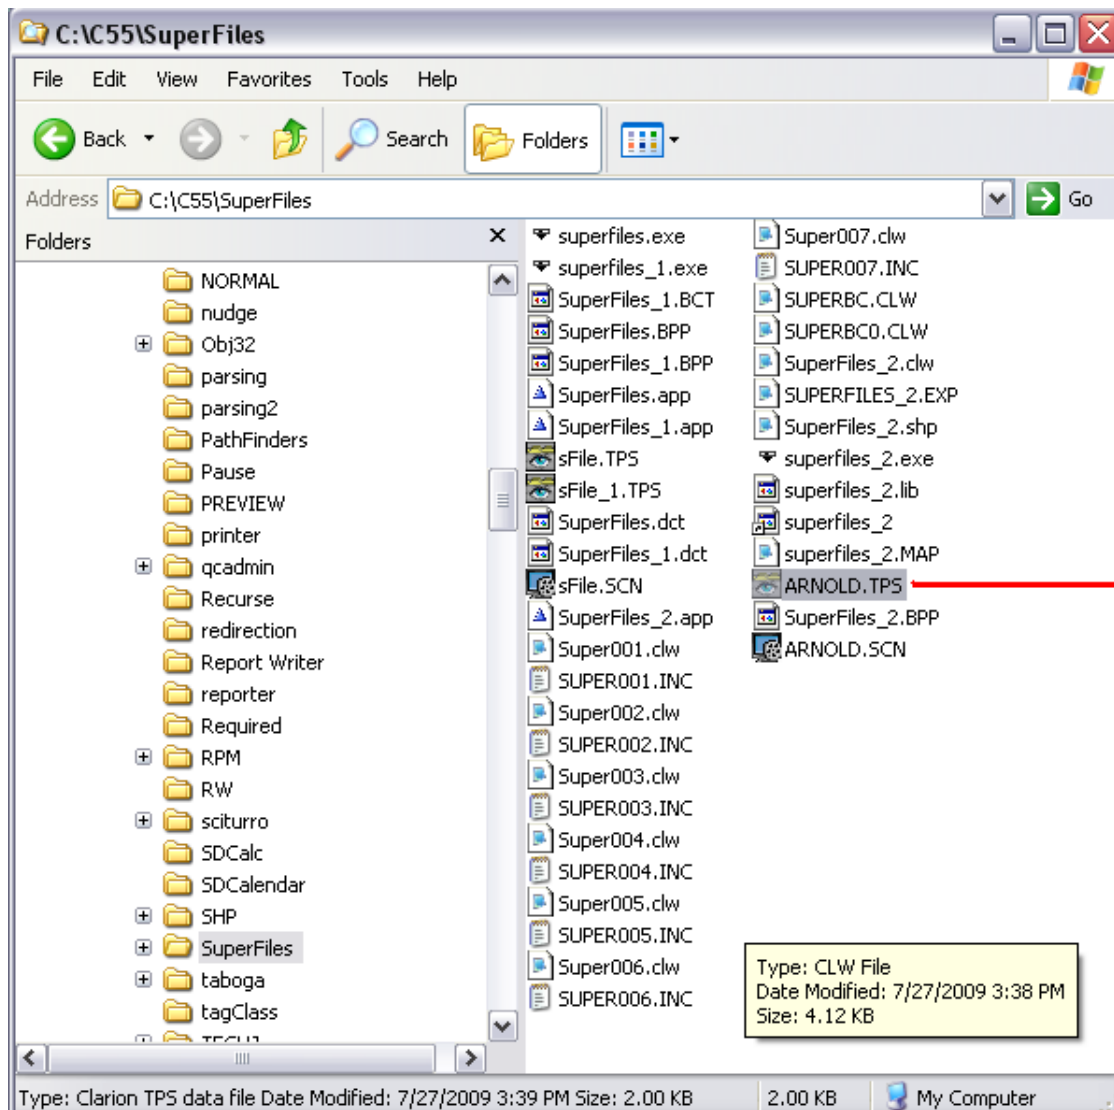 C:\C55\SuperFiles
File Edit View Favorites Tools Help
Back Search Folders
Address C:\C55\SuperFiles Go
Folders
NORMAL
nudge
Obj32
parsing
parsing2
PathFinders
Pause
PREVIEW
printer
qcadmin
Recurse
redirection
Report Writer
reporter
Required
RPM
RW
sciturro
SDCalc
SDCalendar
SHP
SuperFiles
taboga
tagClass
superfiles.exe
superfiles_1.exe
SuperFiles_1.BCT
SuperFiles.BPP
SuperFiles_1.BPP
SuperFiles.app
SuperFiles_1.app
sFile.TPS
sFile_1.TPS
SuperFiles.dct
SuperFiles_1.dct
sFile.SCN
SuperFiles_2.app
Super001.clw
SUPER001.INC
Super002.clw
SUPER002.INC
Super003.clw
SUPER003.INC
Super004.clw
SUPER004.INC
Super005.clw
SUPER005.INC
Super006.clw
SUPER006.INC
Super007.clw
SUPER007.INC
SUPERBC.CLW
SUPERBC0.CLW
SuperFiles_2.clw
SUPERFILES_2.EXP
SuperFiles_2.shp
superfiles_2.exe
superfiles_2.lib
superfiles_2
superfiles_2.MAP
ARNOLD.TPS
SuperFiles_2.BPP
ARNOLD.SCN
Type: CLW File
Date Modified: 7/27/2009 3:38 PM
Size: 4.12 KB
Type: Clarion TPS data file Date Modified: 7/27/2009 3:39 PM Size: 2.00 KB 2.00 KB My Computer